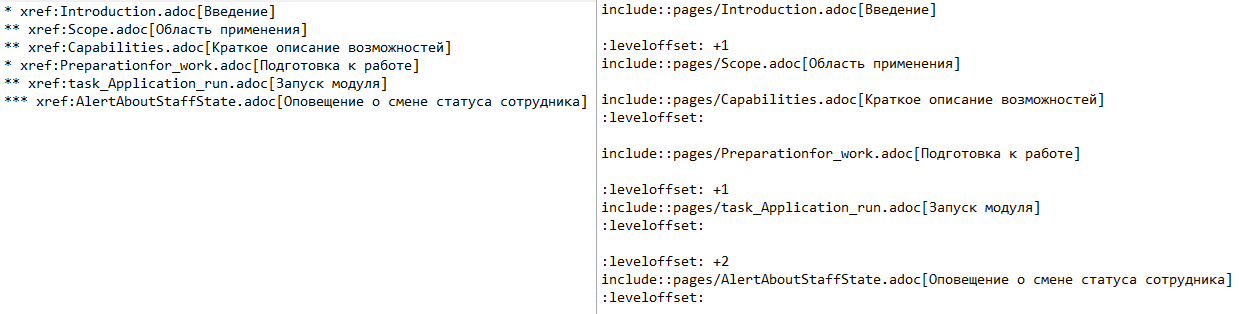 * xref:Introduction.adoc[Введение]
** xref:Scope.adoc[Область применения]
** xref:Capabilities.adoc[Краткое описание возможностей]
* xref:Preparationfor_work.adoc[Подготовка к работе]
** xref:task_Application_run.adoc[Запуск модуля]
*** xref:AlertAboutStaffState.adoc[Оповещение о смене статуса сотрудника]
include::pages/Introduction.adoc[Введение]
:leveloffset: +1
include::pages/Scope.adoc[Область применения]
include::pages/Capabilities.adoc[Краткое описание возможностей]
:leveloffset:
include::pages/Preparationfor_work.adoc[Подготовка к работе]
:leveloffset: +1
include::pages/task_Application_run.adoc[Запуск модуля]
:leveloffset:
:leveloffset: +2
include::pages/AlertAboutStaffState.adoc[Оповещение о смене статуса сотрудника]
:leveloffset: